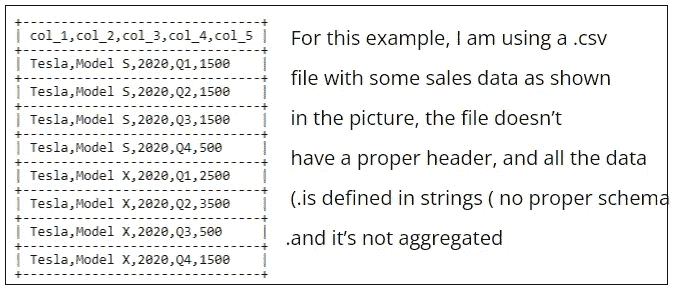 col_1,col_2,col_3,col_4,col_5
Tesla,Model S,2020,Q1,1500
Tesla,Model S,2020,Q2,1500
Tesla,Model S,2020,Q3,1500
Tesla,Model S,2020,Q4,500
Tesla,Model X,2020,Q1,2500
Tesla,Model X,2020,Q2,3500
Tesla,Model X,2020,Q3,500
Tesla,Model X,2020,Q4,1500
For this example, I am using a .csv
file with some sales data as shown
in the picture, the file doesn’t
have a proper header, and all the data
(.is defined in strings ( no proper schema
.and it’s not aggregated